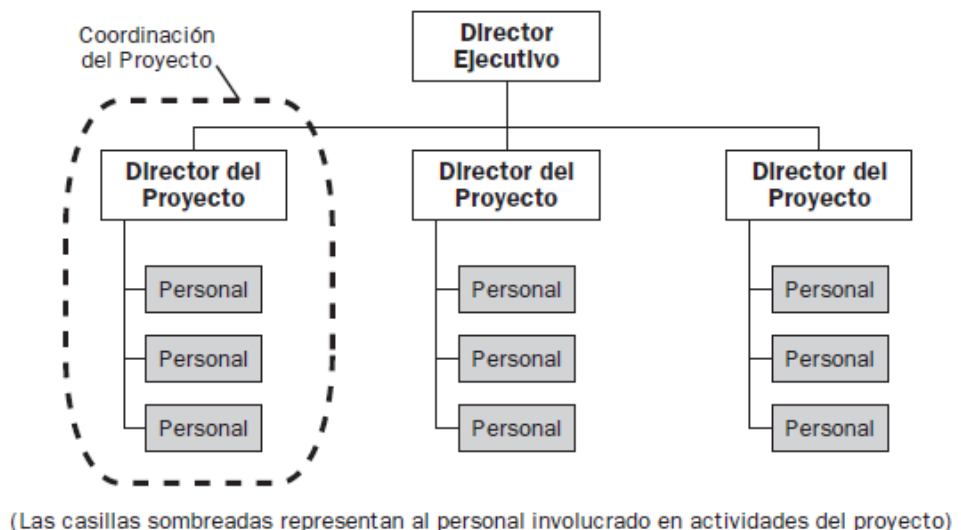 Coordinación
del Proyecto
Director
Ejecutivo
Director del
Proyecto
Personal
Personal
Personal
Director del
Proyecto
Personal
Personal
Personal
Director del
Proyecto
Personal
Personal
Personal
(Las casillas sombreadas representan al personal involucrado en actividades del proyecto)